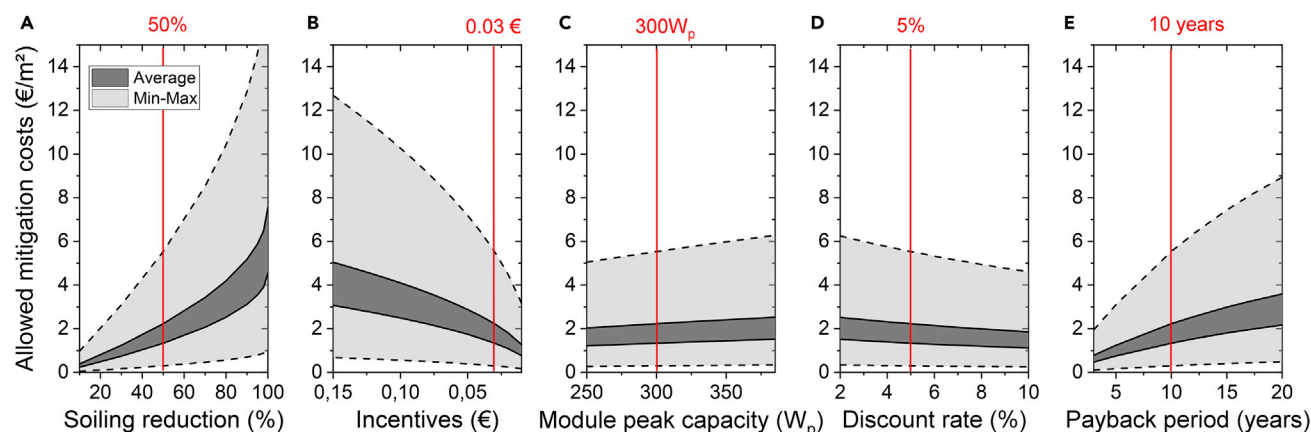 A 50% B 0.03 € C 300Wp D 5% E 10 years
Allowed mitigation costs (€/m²)
Average
Min-Max
14 14 14 14 14
12 12 12 12 12
10 10 10 10 10
8 8 8 8 8
6 6 6 6 6
4 4 4 4 4
2 2 2 2 2
0 0 0 0 0
20 40 60 80 100 0,15 0,10 0,05 250 300 350 2 4 6 8 10 5 10 15 20
Soiling reduction (%) Incentives (€) Module peak capacity (Wp) Discount rate (%) Payback period (years)